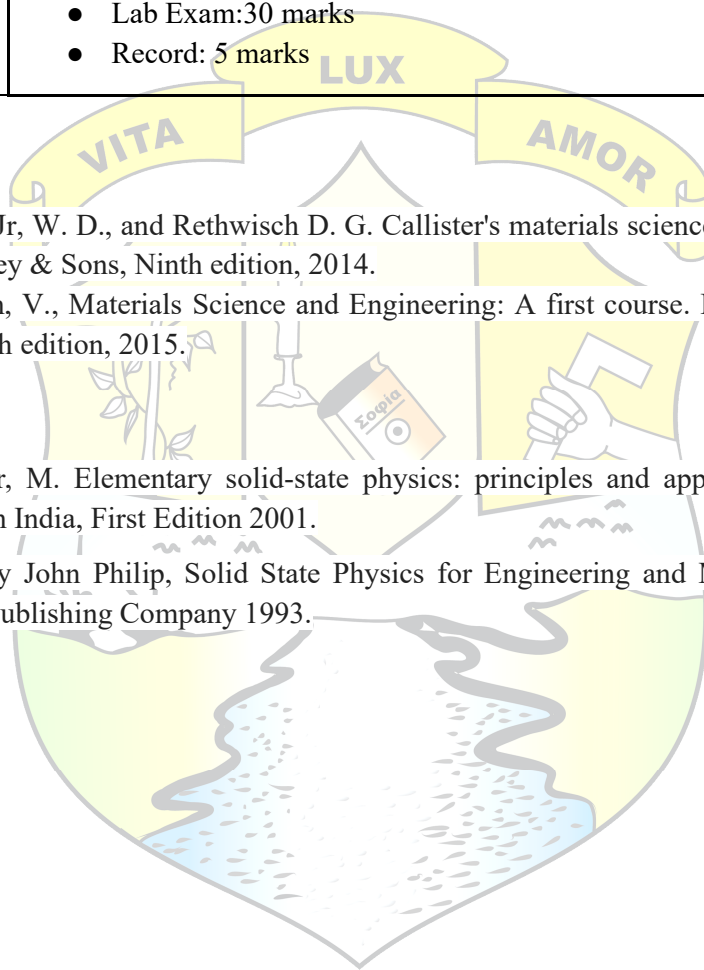 ● Lab Exam:30 marks
● Record: 5 marks
LUX
VITA
AMOR
Jr, W. D., and Rethwisch D. G. Callister's materials science
ey & Sons, Ninth edition, 2014.
n, V., Materials Science and Engineering: A first course.
h edition, 2015.
Σοφία
r, M. Elementary solid-state physics: principles and app
n India, First Edition 2001.
y John Philip, Solid State Physics for Engineering and
ublishing Company 1993.